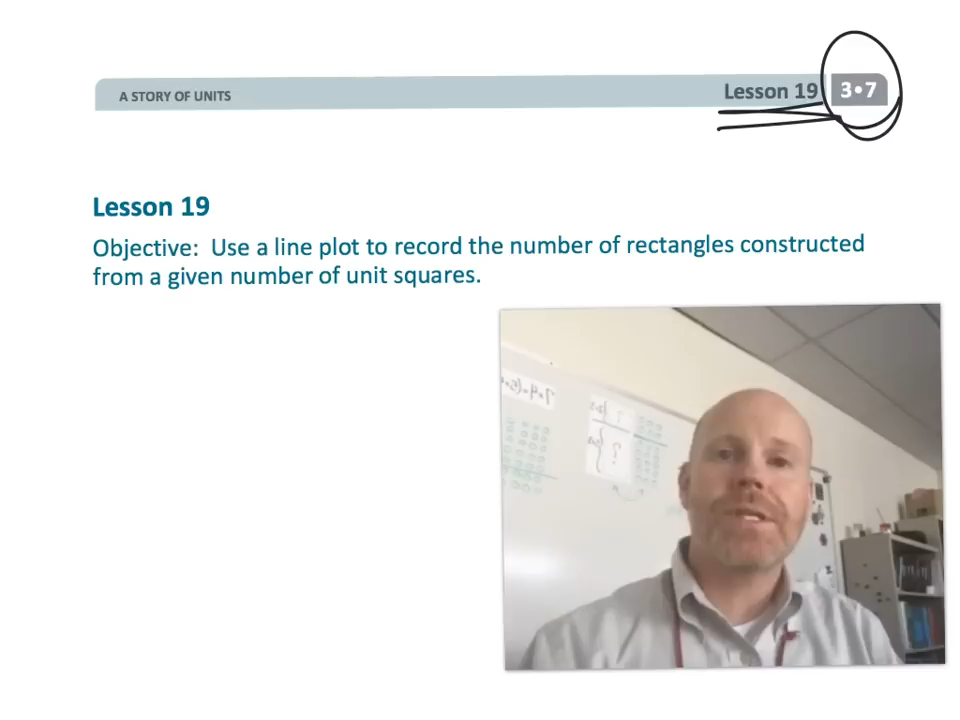 A STORY OF UNITS
Lesson 19 3•7
Lesson 19
Objective: Use a line plot to record the number of rectangles constructed
from a given number of unit squares.